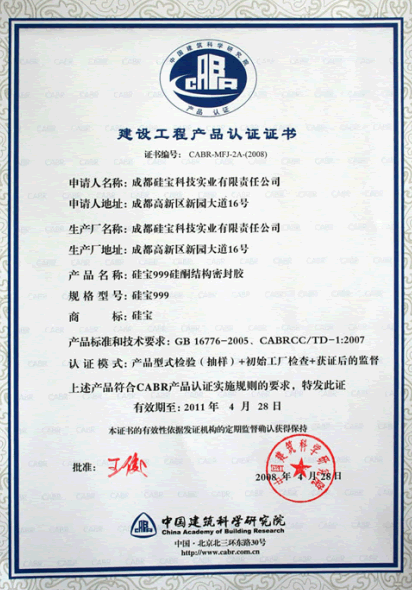 中国建筑科学研究院
CABR
产品 认证
建设工程产品认证证书
证书编号: CABR-MFJ-2A-(2008)
申请人名称: 成都硅宝科技实业有限责任公司
申请人地址: 成都高新区新园大道16号
生产厂名称: 成都硅宝科技实业有限责任公司
生产厂地址: 成都高新区新园大道16号
产品名称: 硅宝999硅酮结构密封胶
规格型号: 硅宝999
商标: 硅宝
产品标准和技术要求: GB 16776-2005、CABRCC/TD-1:2007
认证模式: 产品型式检验(抽样)+初始工厂检查+获证后的监督
上述产品符合CABR产品认证实施规则的要求，特发此证
有效期至: 2011 年 4 月 28 日
本证书的有效性依据发证机构的定期监督确认获得保持
批准:
2008 年 4 月 28 日
中国建筑科学研究院
China Academy of Building Research
中国·北京北三环东路30号
http://www.cabr.com.cn